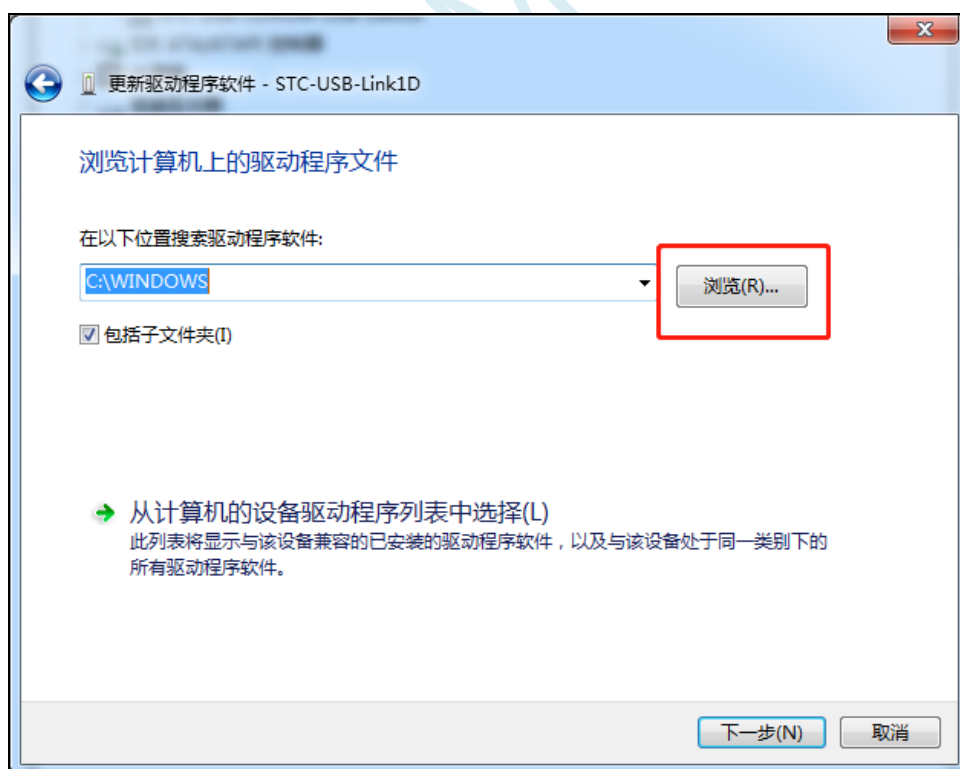 更新驱动程序软件 - STC-USB-Link1D
浏览计算机上的驱动程序文件
在以下位置搜索驱动程序软件:
C:\WINDOWS
浏览(R)...
包括子文件夹(I)
从计算机的设备驱动程序列表中选择(L)
此列表将显示与该设备兼容的已安装的驱动程序软件，以及与该设备处于同一类别下的
所有驱动程序软件。
下一步(N)
取消